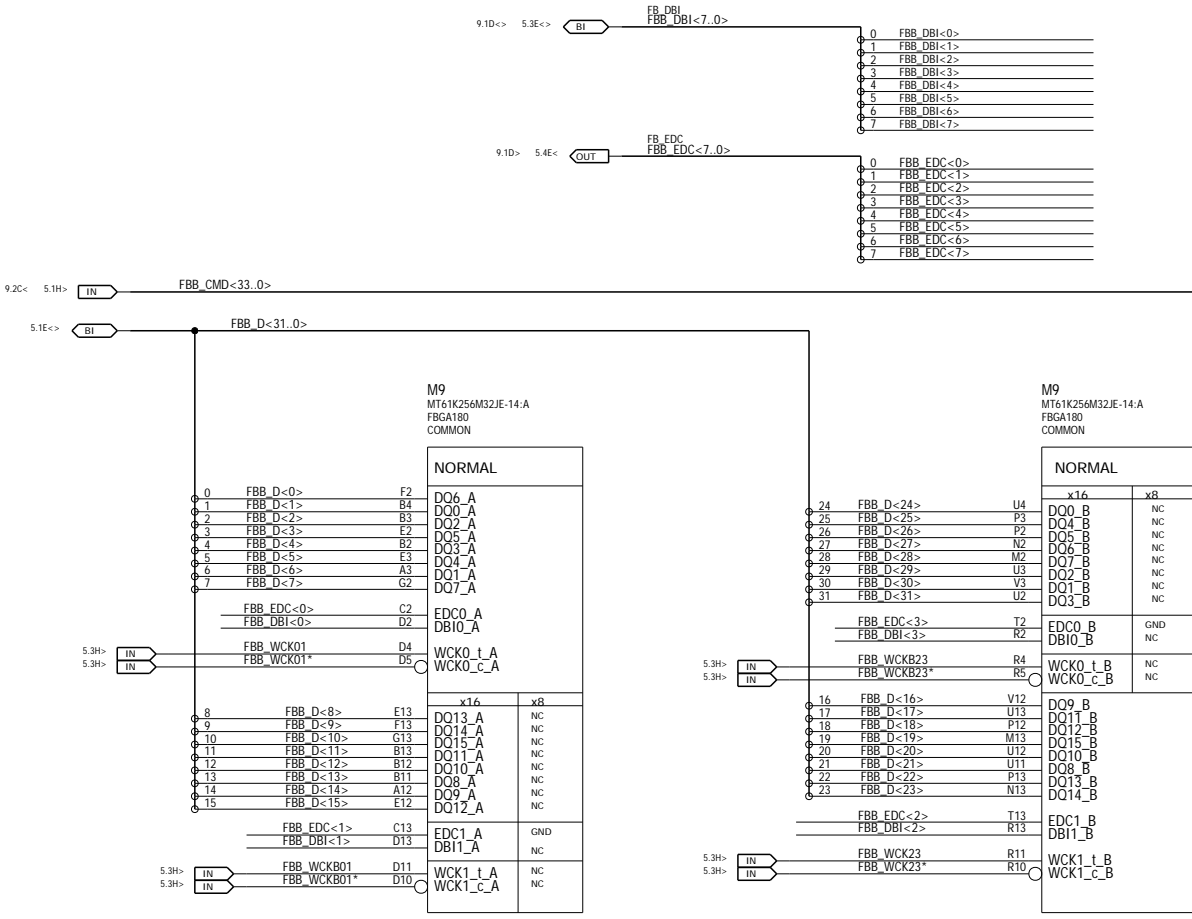 FB_DBI
9.1D<> 5.3E<> BI FBB_DBI<7..0>
0 FBB_DBI<0>
1 FBB_DBI<1>
2 FBB_DBI<2>
3 FBB_DBI<3>
4 FBB_DBI<4>
5 FBB_DBI<5>
6 FBB_DBI<6>
7 FBB_DBI<7>
FB_EDC
9.1D> 5.4E< OUT FBB_EDC<7..0>
0 FBB_EDC<0>
1 FBB_EDC<1>
2 FBB_EDC<2>
3 FBB_EDC<3>
4 FBB_EDC<4>
5 FBB_EDC<5>
6 FBB_EDC<6>
7 FBB_EDC<7>
9.2C< 5.1H> IN FBB_CMD<33..0>
5.1E<> BI FBB_D<31..0>
M9
MT61K256M32JE-14:A
FBGA180
COMMON
NORMAL
0 FBB_D<0> F2 DQ6_A
1 FBB_D<1> B4 DQ0_A
2 FBB_D<2> B3 DQ2_A
3 FBB_D<3> E2 DQ5_A
4 FBB_D<4> B2 DQ3_A
5 FBB_D<5> E3 DQ4_A
6 FBB_D<6> A3 DQ1_A
7 FBB_D<7> G2 DQ7_A
FBB_EDC<0> C2 EDC0_A
FBB_DBI<0> D2 DBI0_A
5.3H> IN FBB_WCK01 D4 WCK0_t_A
5.3H> IN FBB_WCK01* D5 WCK0_c_A
x16 x8
8 FBB_D<8> E13 DQ13_A NC
9 FBB_D<9> F13 DQ14_A NC
10 FBB_D<10> G13 DQ15_A NC
11 FBB_D<11> B13 DQ11_A NC
12 FBB_D<12> B12 DQ10_A NC
13 FBB_D<13> B11 DQ8_A NC
14 FBB_D<14> A12 DQ9_A NC
15 FBB_D<15> E12 DQ12_A NC
FBB_EDC<1> C13 EDC1_A GND
FBB_DBI<1> D13 DBI1_A NC
5.3H> IN FBB_WCKB01 D11 WCK1_t_A NC
5.3H> IN FBB_WCKB01* D10 WCK1_c_A NC
M9
MT61K256M32JE-14:A
FBGA180
COMMON
NORMAL
x16 x8
24 FBB_D<24> U4 DQ0_B NC
25 FBB_D<25> P3 DQ4_B NC
26 FBB_D<26> P2 DQ5_B NC
27 FBB_D<27> N2 DQ6_B NC
28 FBB_D<28> M2 DQ7_B NC
29 FBB_D<29> U3 DQ2_B NC
30 FBB_D<30> V3 DQ1_B NC
31 FBB_D<31> U2 DQ3_B NC
FBB_EDC<3> T2 EDC0_B GND
FBB_DBI<3> R2 DBI0_B NC
5.3H> IN FBB_WCKB23 R4 WCK0_t_B NC
5.3H> IN FBB_WCKB23* R5 WCK0_c_B NC
16 FBB_D<16> V12 DQ9_B
17 FBB_D<17> U13 DQ11_B
18 FBB_D<18> P12 DQ12_B
19 FBB_D<19> M13 DQ15_B
20 FBB_D<20> U12 DQ10_B
21 FBB_D<21> U11 DQ8_B
22 FBB_D<22> P13 DQ13_B
23 FBB_D<23> N13 DQ14_B
FBB_EDC<2> T13 EDC1_B
FBB_DBI<2> R13 DBI1_B
5.3H> IN FBB_WCK23 R11 WCK1_t_B
5.3H> IN FBB_WCK23* R10 WCK1_c_B